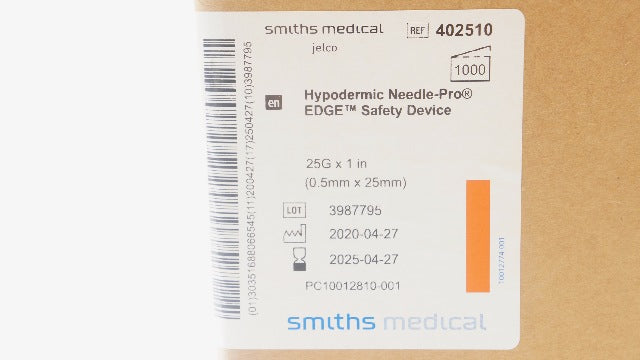 smiths medical
jelco
REF 402510
1000
en
Hypodermic Needle-Pro®
EDGE™ Safety Device
25G x 1 in
(0.5mm x 25mm)
LOT 3987795
2020-04-27
2025-04-27
PC10012810-001
smiths medical
(01)30351688066545(11)200427(17)250427(10)3987795
10012774-001